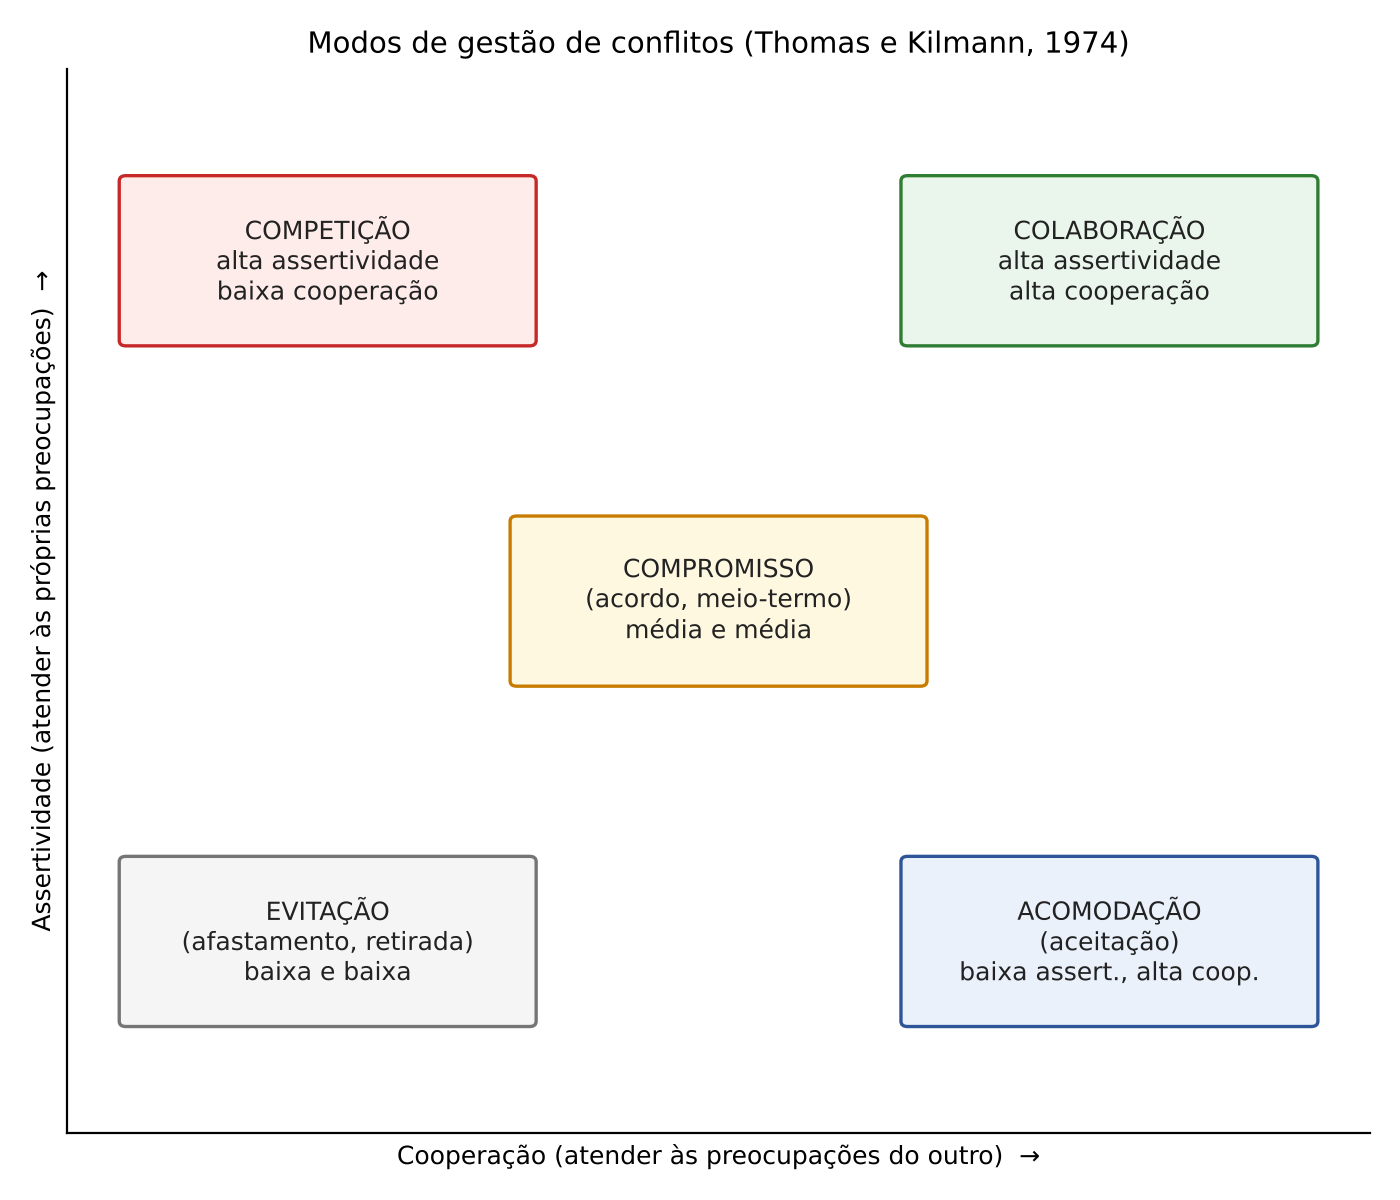 Modos de gestão de conflitos (Thomas e Kilmann, 1974)
COMPETIÇÃO
alta assertividade
baixa cooperação
COLABORAÇÃO
alta assertividade
alta cooperação
COMPROMISSO
(acordo, meio-termo)
média e média
EVITAÇÃO
(afastamento, retirada)
baixa e baixa
ACOMODAÇÃO
(aceitação)
baixa assert., alta coop.
Assertividade (atender às próprias preocupações) →
Cooperação (atender às preocupações do outro) →